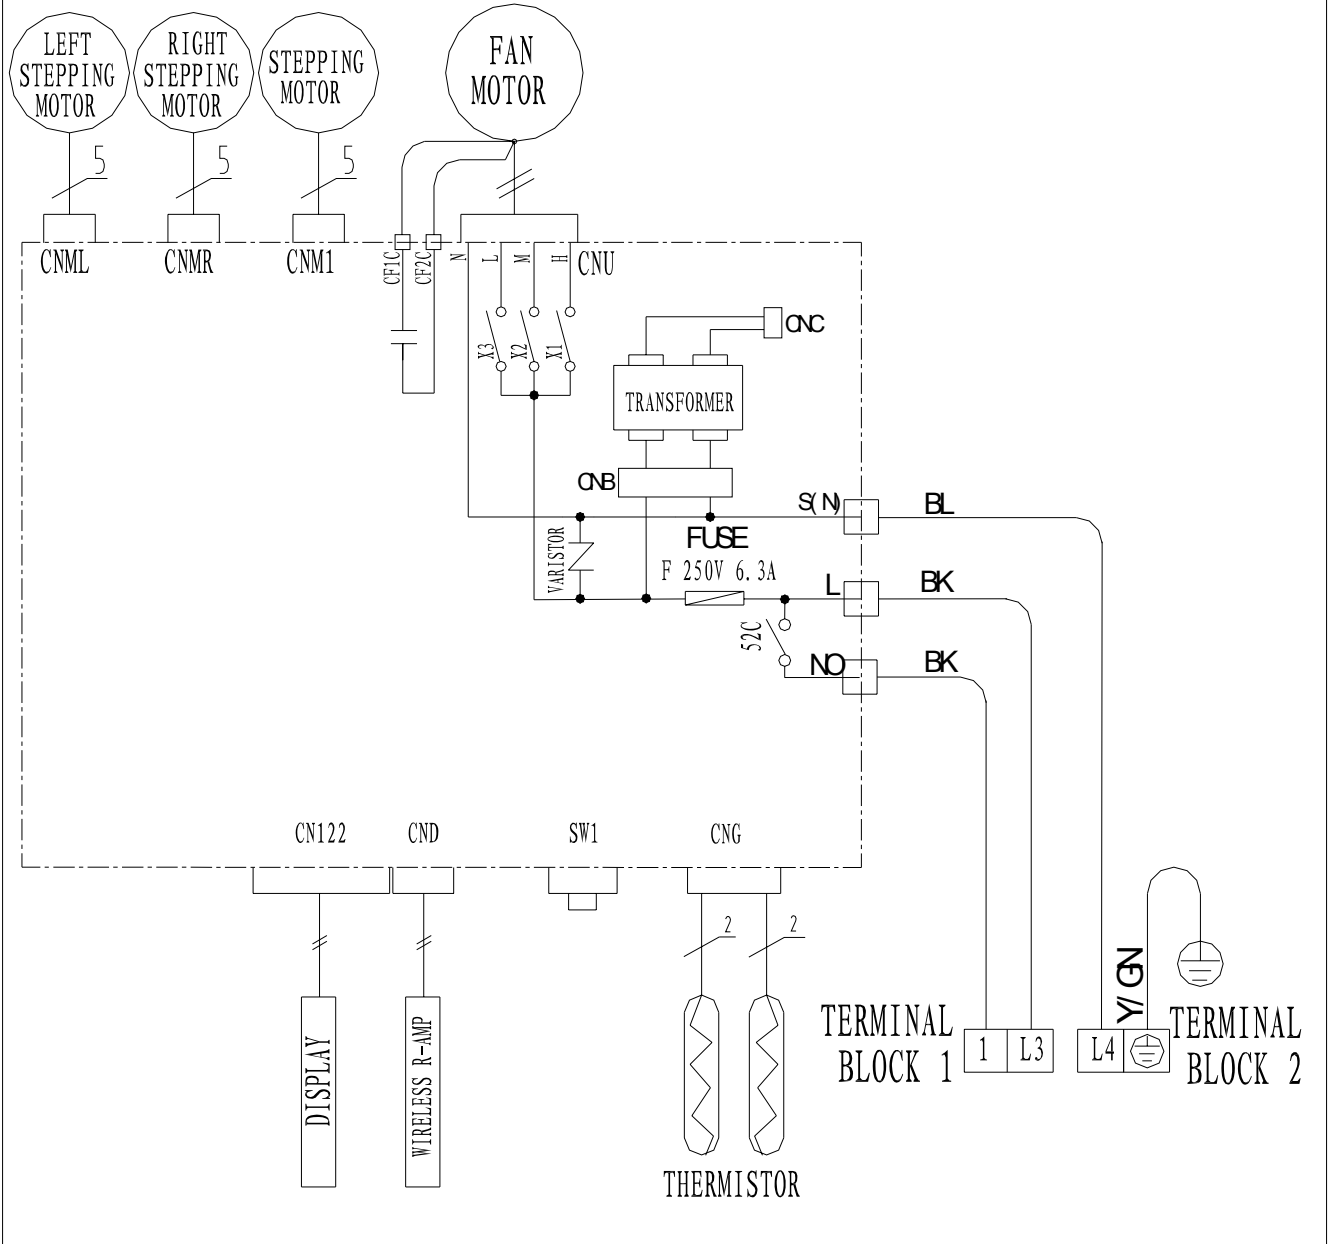 LEFT
STEPPING
MOTOR
RIGHT
STEPPING
MOTOR
STEPPING
MOTOR
FAN
MOTOR
5
5
5
CNML
CNMR
CNM1
CF1C
CF2C
N
L
M
H
CNU
X3
X2
X1
CNC
TRANSFORMER
CNB
S(N)
BL
VARISTOR
FUSE
F 250V 6.3A
L
BK
52C
NO
BK
CN122
CND
SW1
CNG
2
2
DISPLAY
WIRELESS R-AMP
THERMISTOR
TERMINAL
BLOCK 1
1
L3
L4
Y/GN
TERMINAL
BLOCK 2